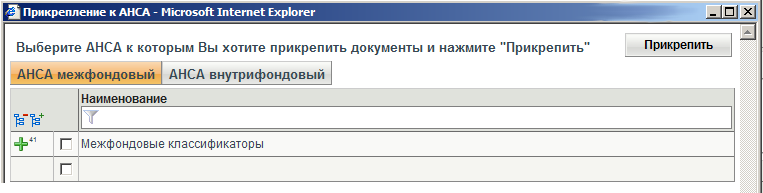 Прикрепление к АНСА - Microsoft Internet Explorer
Выберите АНСА к которым Вы хотите прикрепить документы и нажмите "Прикрепить"
Прикрепить
АНСА межфондовый АНСА внутрифондовый
Наименование
41 Межфондовые классификаторы